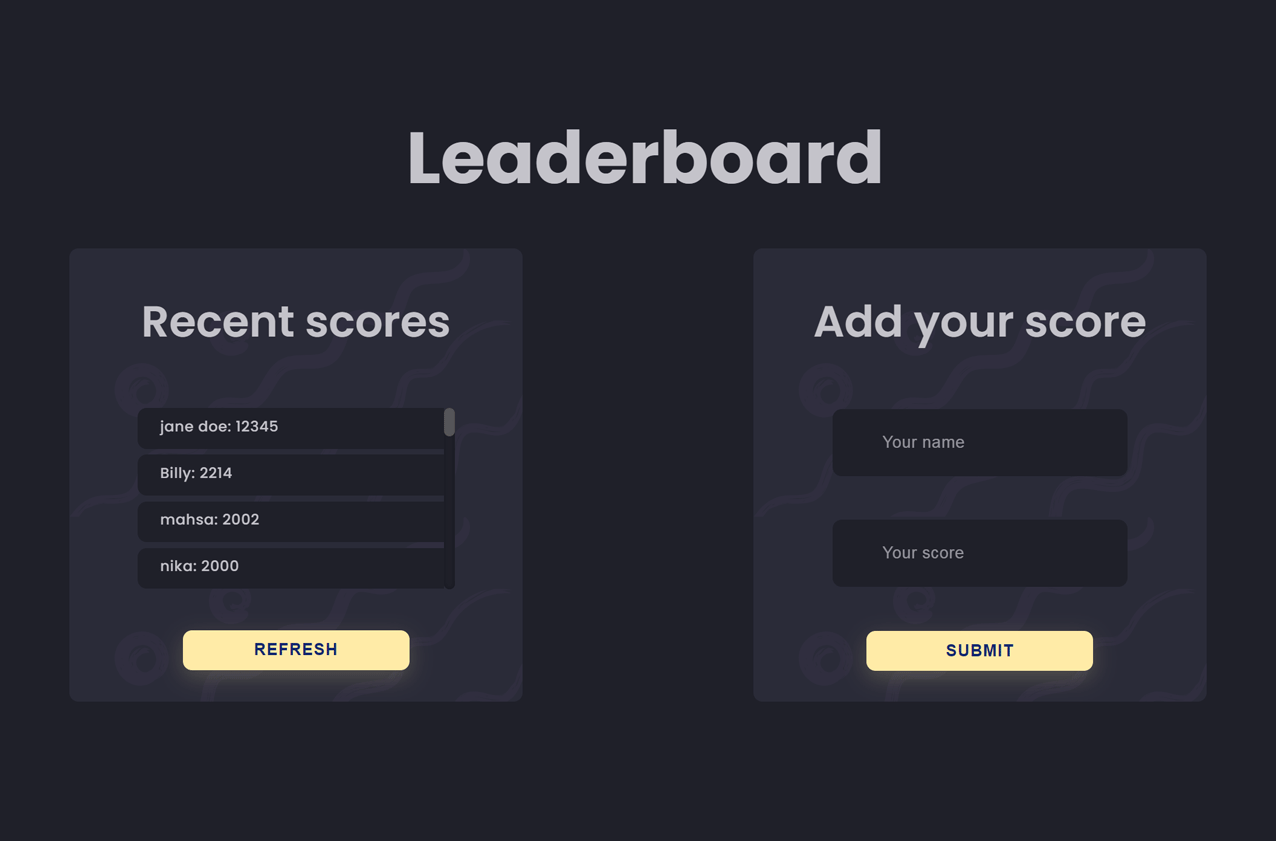 Leaderboard
Recent scores
jane doe: 12345
Billy: 2214
mahsa: 2002
nika: 2000
REFRESH
Add your score
Your name
Your score
SUBMIT